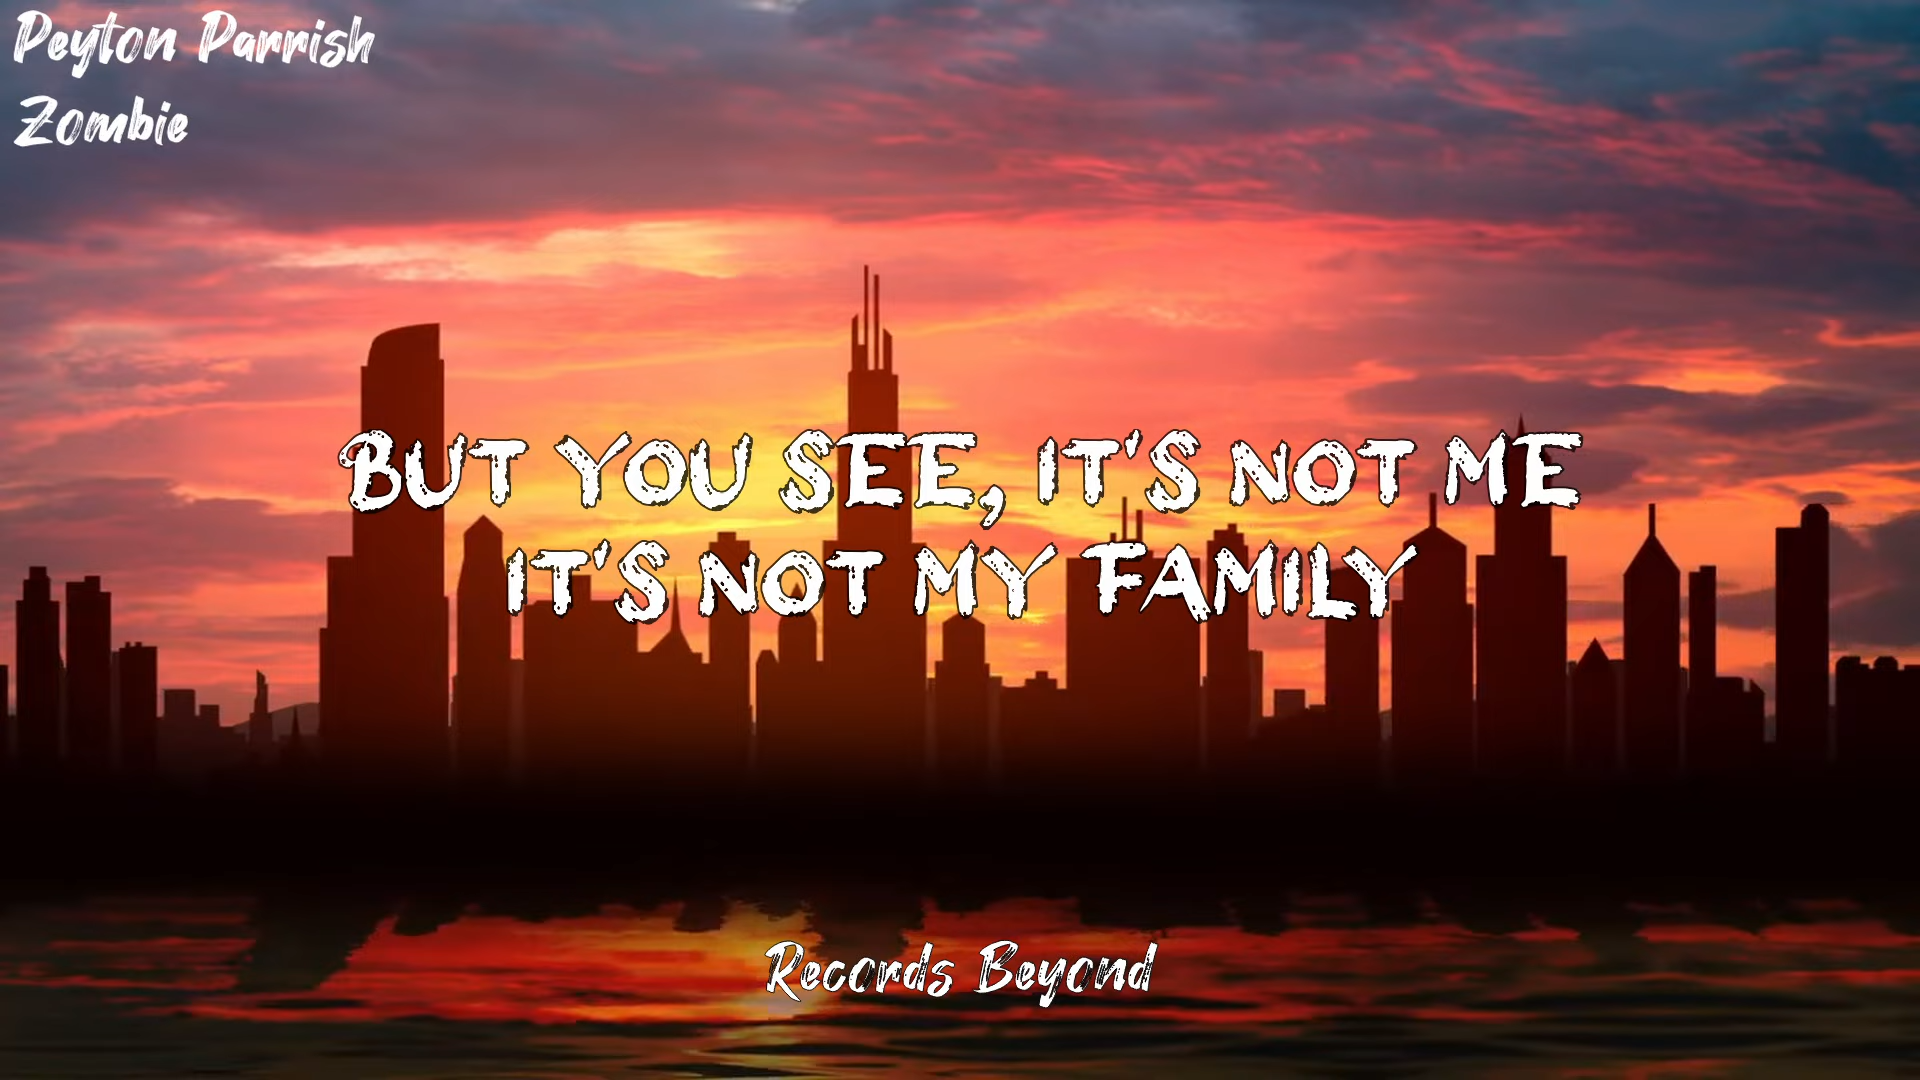 Peyton Parrish
Zombie
BUT YOU SEE, IT'S NOT ME
IT'S NOT MY FAMILY
Records Beyond